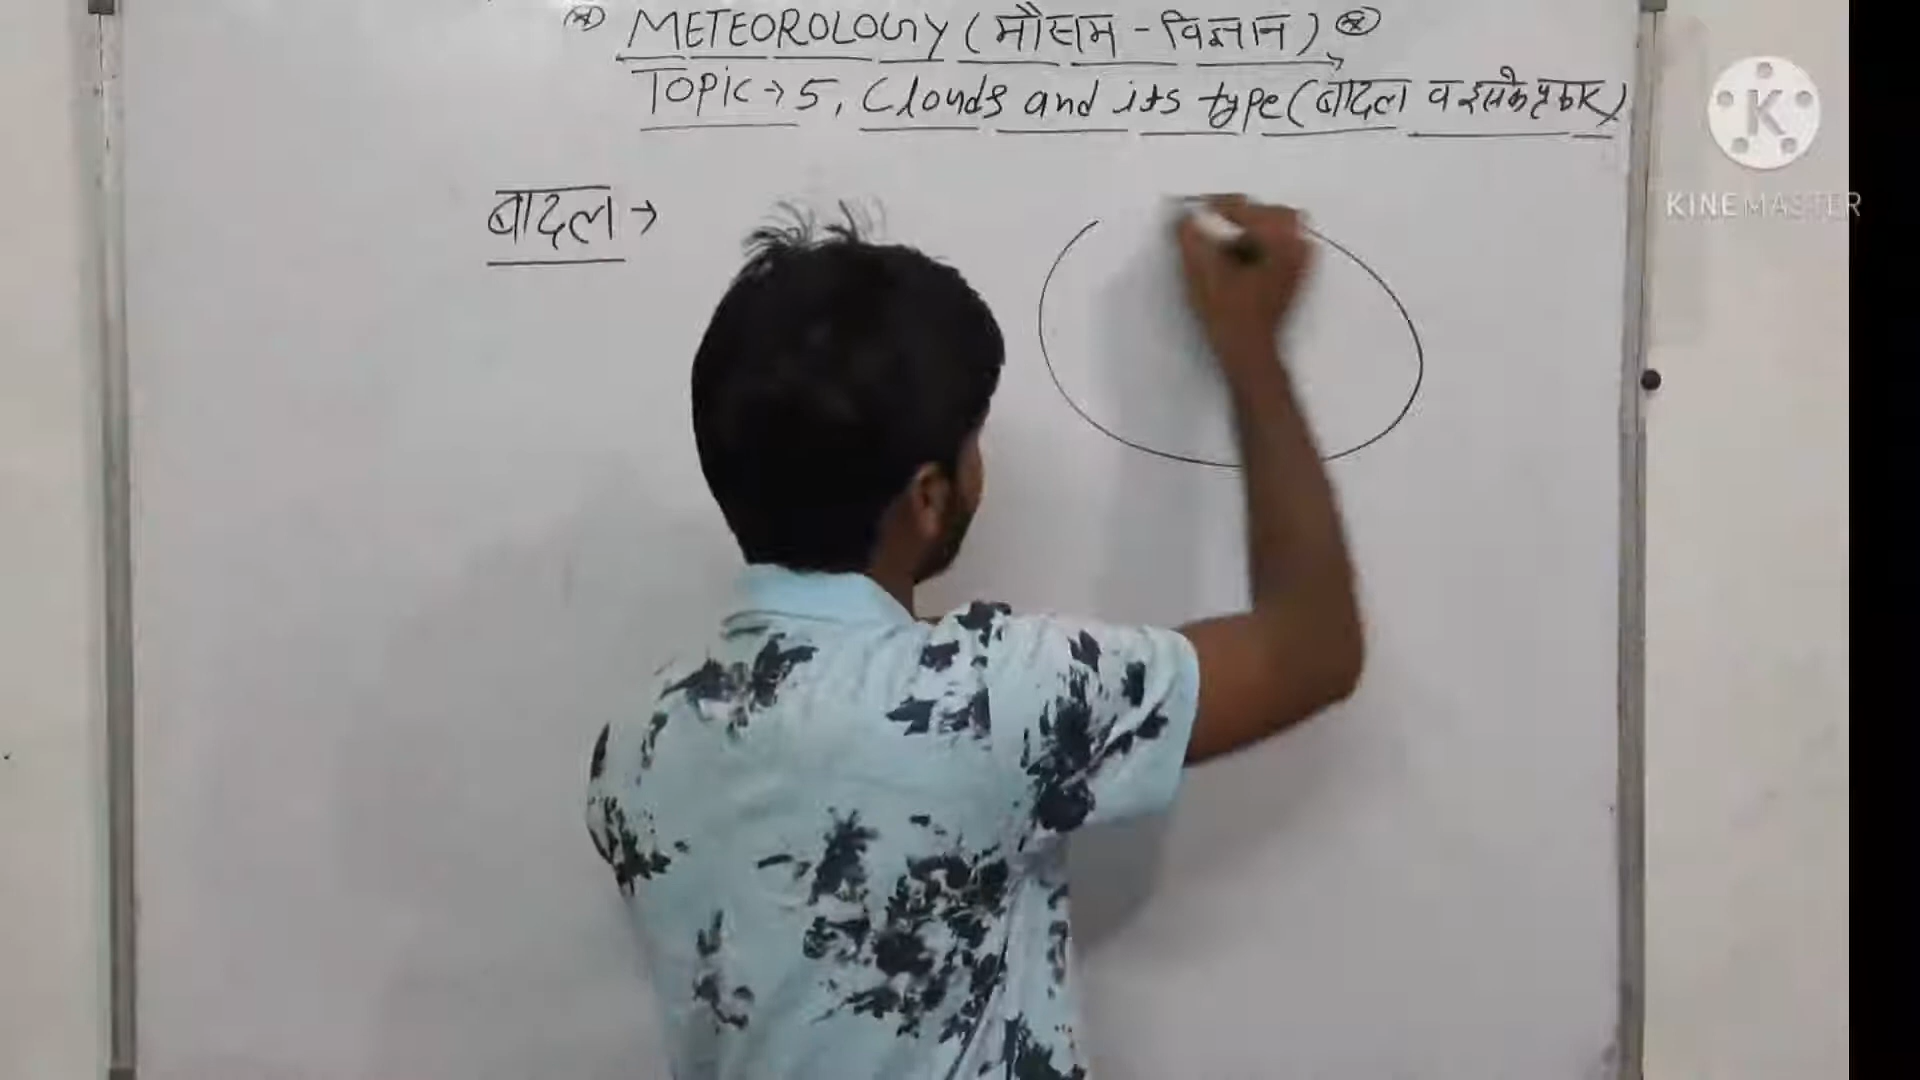 METEOROLOGY (मौसम - विज्ञान)
TOPIC → 5, Clouds and its type (बादल व इसके प्रकार)
K
KINEMASTER
बादल →